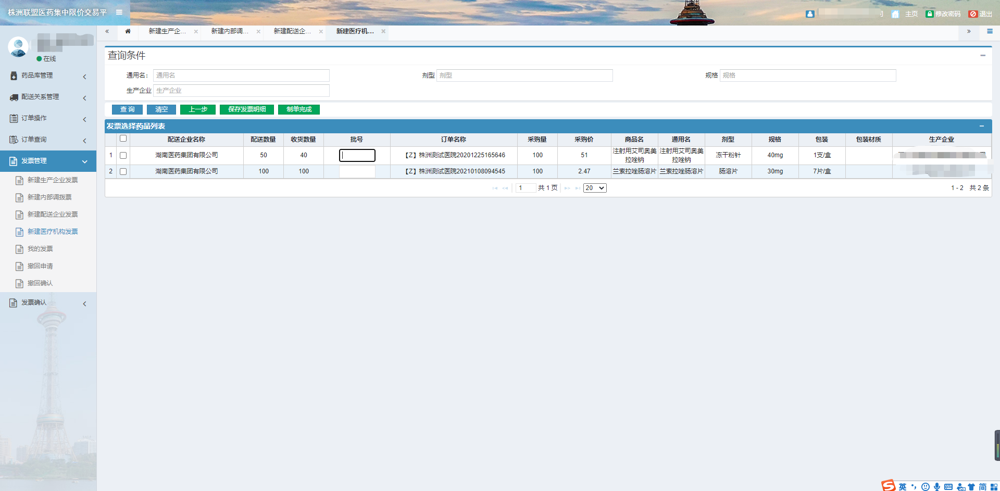 株洲联盟医药集中限价交易平
主页 修改密码 退出
在线
药品库管理
配送关系管理
订单操作
订单查询
发票管理
新建生产企业发票
新建内部调拨票
新建配送企业发票
新建医疗机构发票
我的发票
撤回申请
撤回确认
发票确认
新建生产企... 新建内部调... 新建配送企... 新建医疗机...
查询条件
通用名： 通用名 剂型 剂型 规格 规格
生产企业 生产企业
查 询 清空 上一步 保存发票明细 制单完成
发票选择药品列表
配送企业名称 配送数量 收货数量 批号 订单名称 采购量 采购价 商品名 通用名 剂型 规格 包装 包装材质 生产企业
1 湖南医药集团有限公司 50 40 【Z】株洲测试医院20201225165646 100 51 注射用艾司奥美拉唑钠 注射用艾司奥美拉唑钠 冻干粉针 40mg 1支/盒
2 湖南医药集团有限公司 100 100 【Z】株洲测试医院20210108094545 100 2.47 兰索拉唑肠溶片 兰索拉唑肠溶片 肠溶片 30mg 7片/盒
1 共 1 页 20 1 - 2 共 2 条
英 简